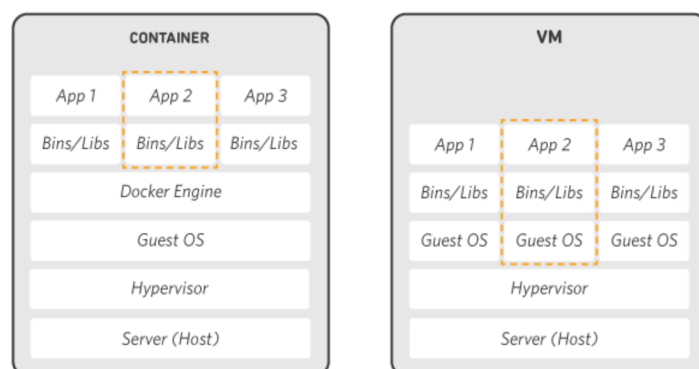 CONTAINER
App 1 App 2 App 3
Bins/Libs Bins/Libs Bins/Libs
Docker Engine
Guest OS
Hypervisor
Server (Host)
VM
App 1 App 2 App 3
Bins/Libs Bins/Libs Bins/Libs
Guest OS Guest OS Guest OS
Hypervisor
Server (Host)